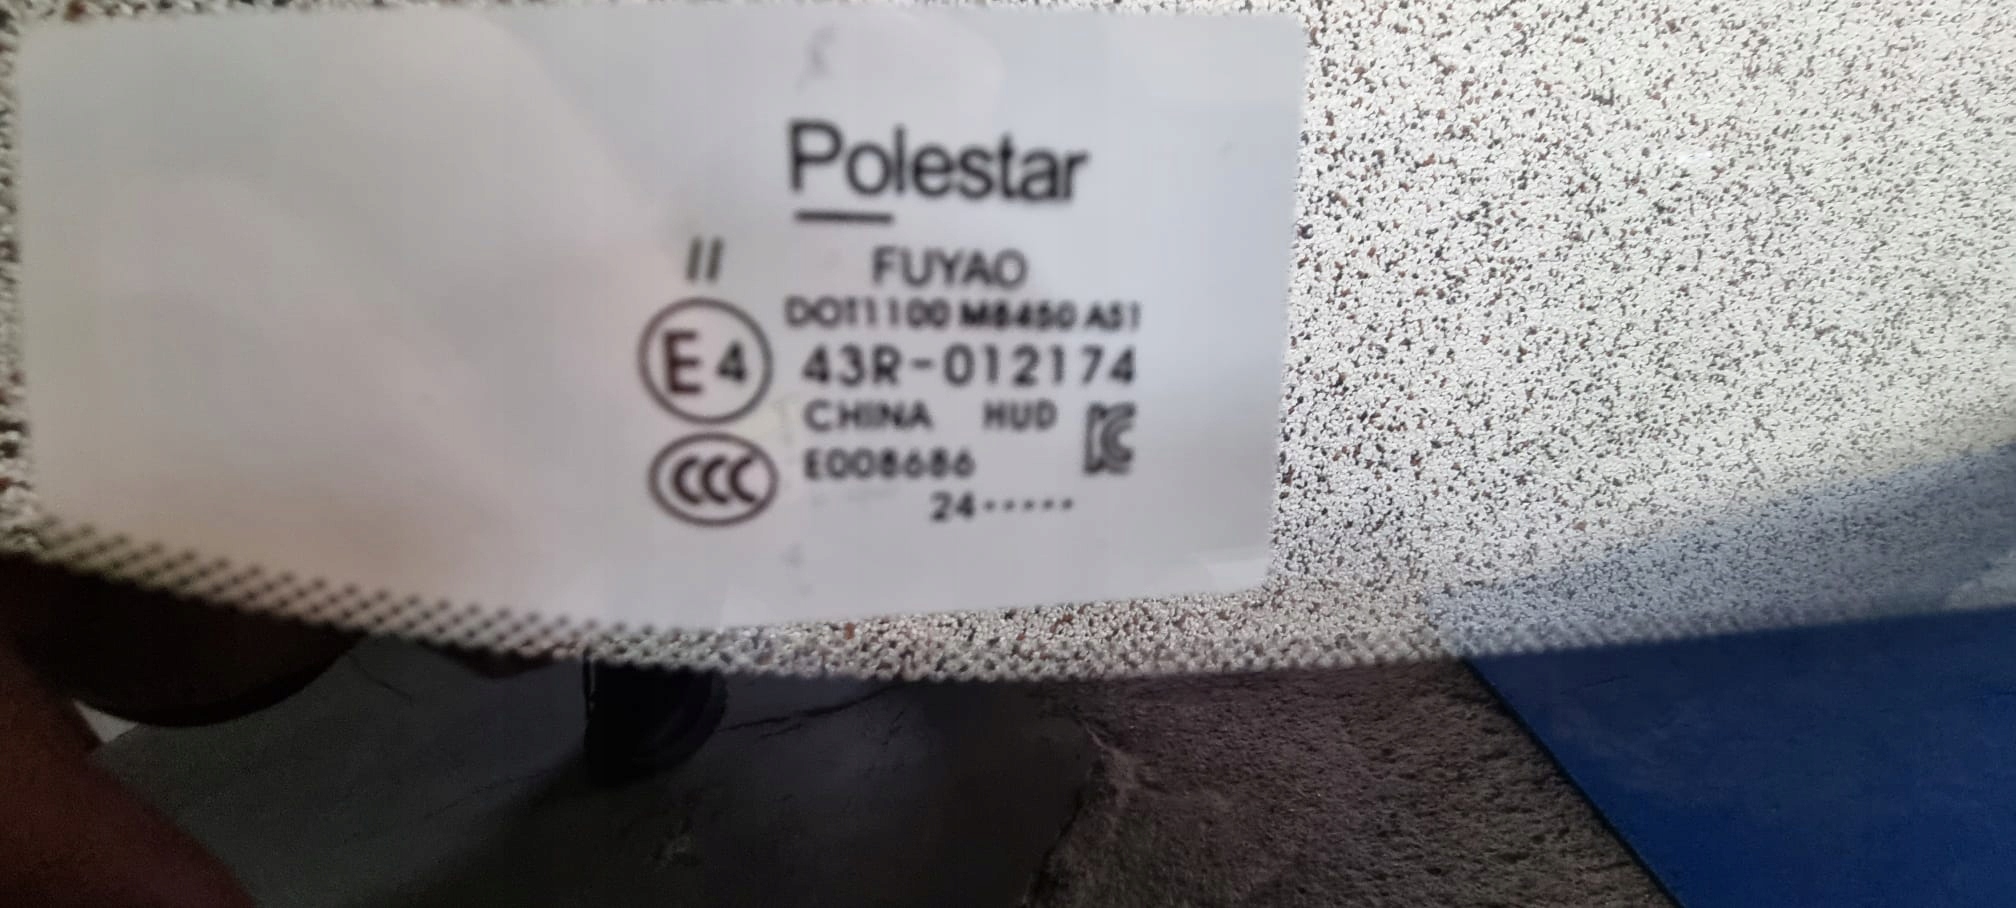 Polestar
II FUYAO
DOT1100 M8450 AS1
E4 43R-012174
CHINA HUD
CCC E008686
24·····